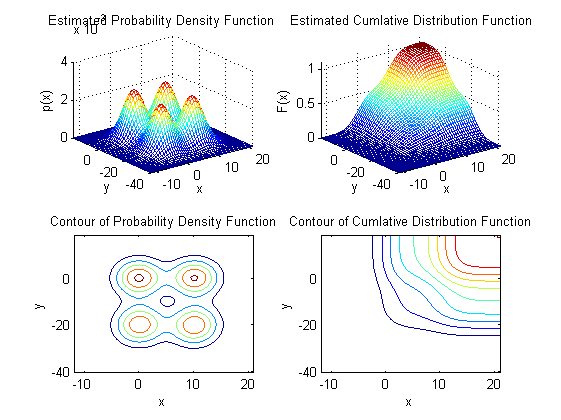 Estimated Probability Density Function
x 10
4
2
0
p(x)
0
-20
-40
y
-10
0
10
20
x
Estimated Cumlative Distribution Function
1
0.5
0
F(x)
0
-20
-40
y
-10
0
10
20
x
Contour of Probability Density Function
0
-20
-40
y
-10
0
10
20
x
Contour of Cumlative Distribution Function
0
-20
-40
y
-10
0
10
20
x